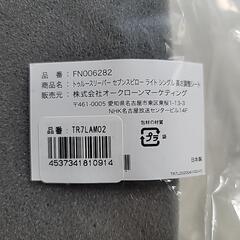 品番：FN006282
商品名：トゥルースリーパー セブンスピロー ライト シングル 高さ調整シート
販売元：株式会社オークローンマーケティング
〒461-0005 愛知県名古屋市東区東桜1-13-3
NHK名古屋放送センタービル14F
品番：TR7LAM02
4537341810914
プラ
袋
日本製